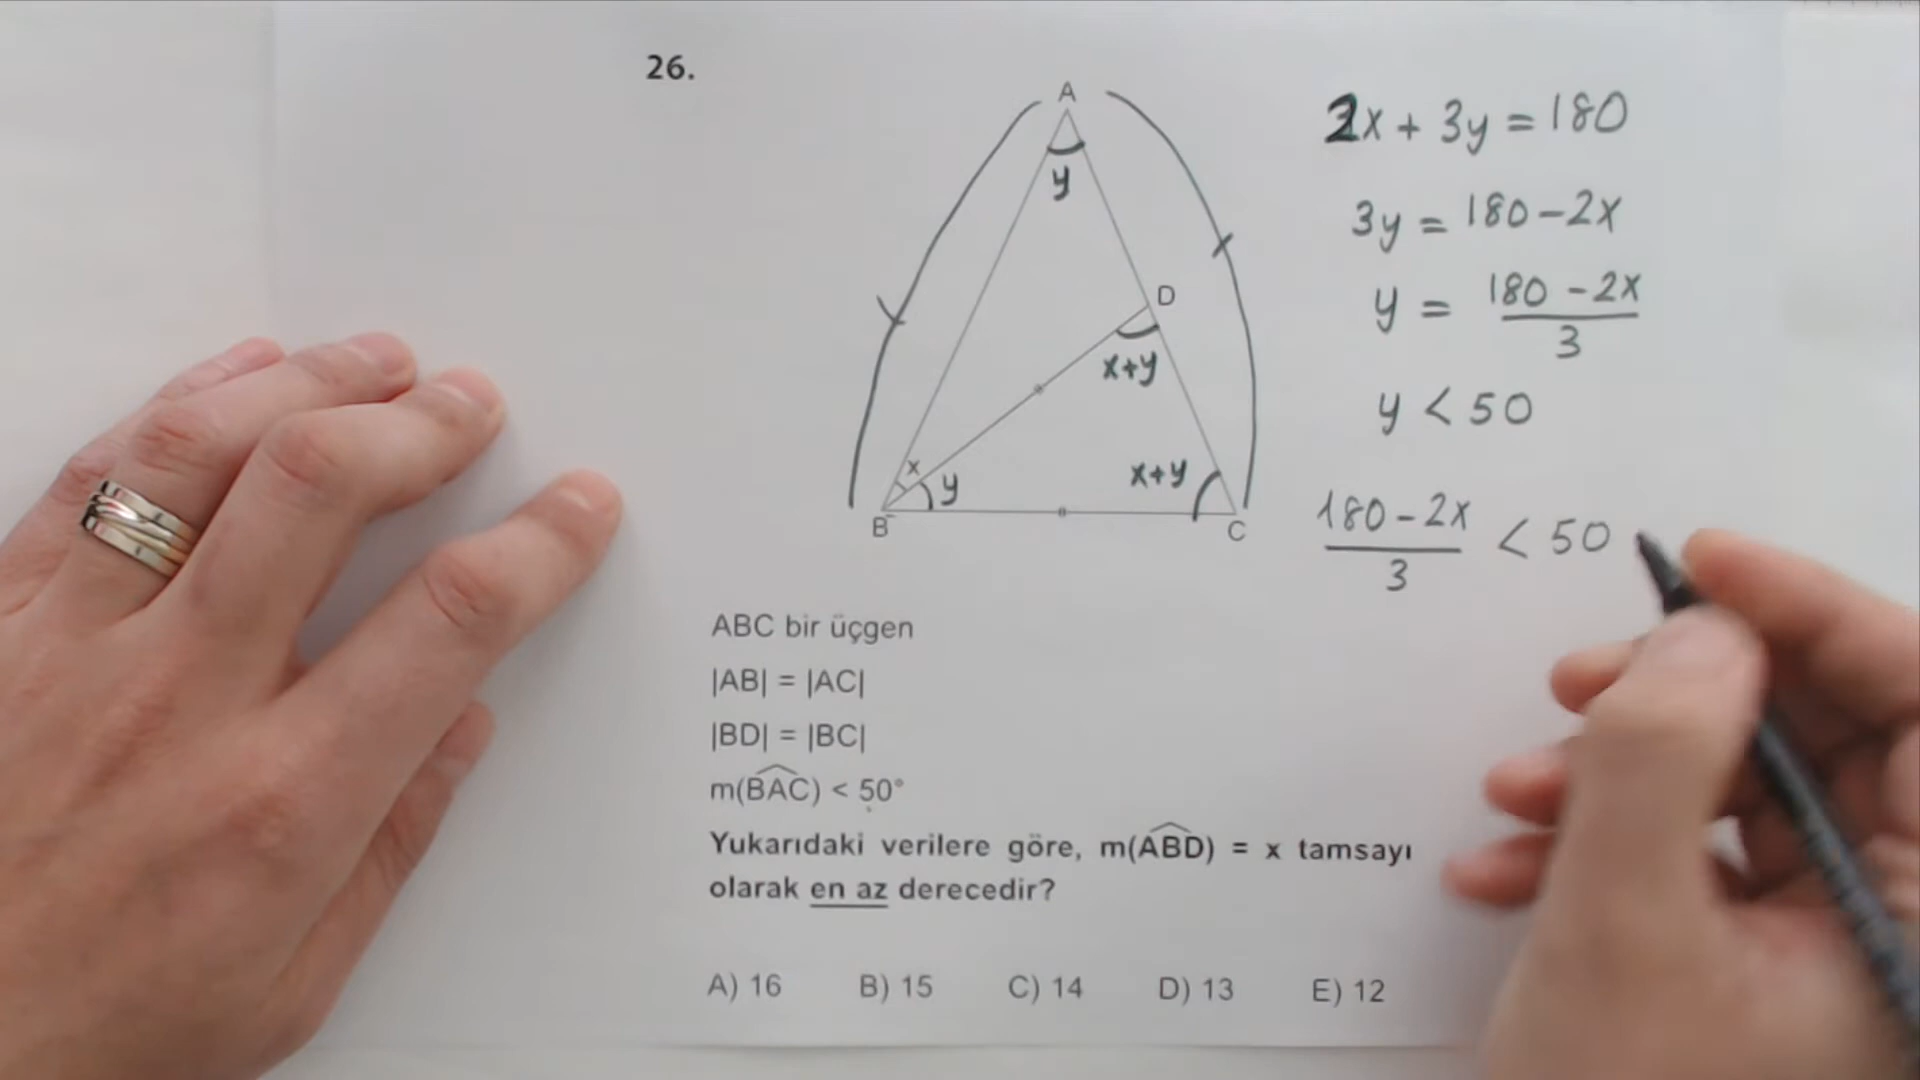 26.
A
y
D
x+y
x
y
x+y
B
C
2x + 3y = 180
3y = 180 - 2x
y = 180 - 2x / 3
y < 50
180 - 2x / 3 < 50
ABC bir üçgen
|AB| = |AC|
|BD| = |BC|
m(BAC) < 50°
Yukarıdaki verilere göre, m(ABD) = x tamsayı
olarak en az derecedir?
A) 16 B) 15 C) 14 D) 13 E) 12